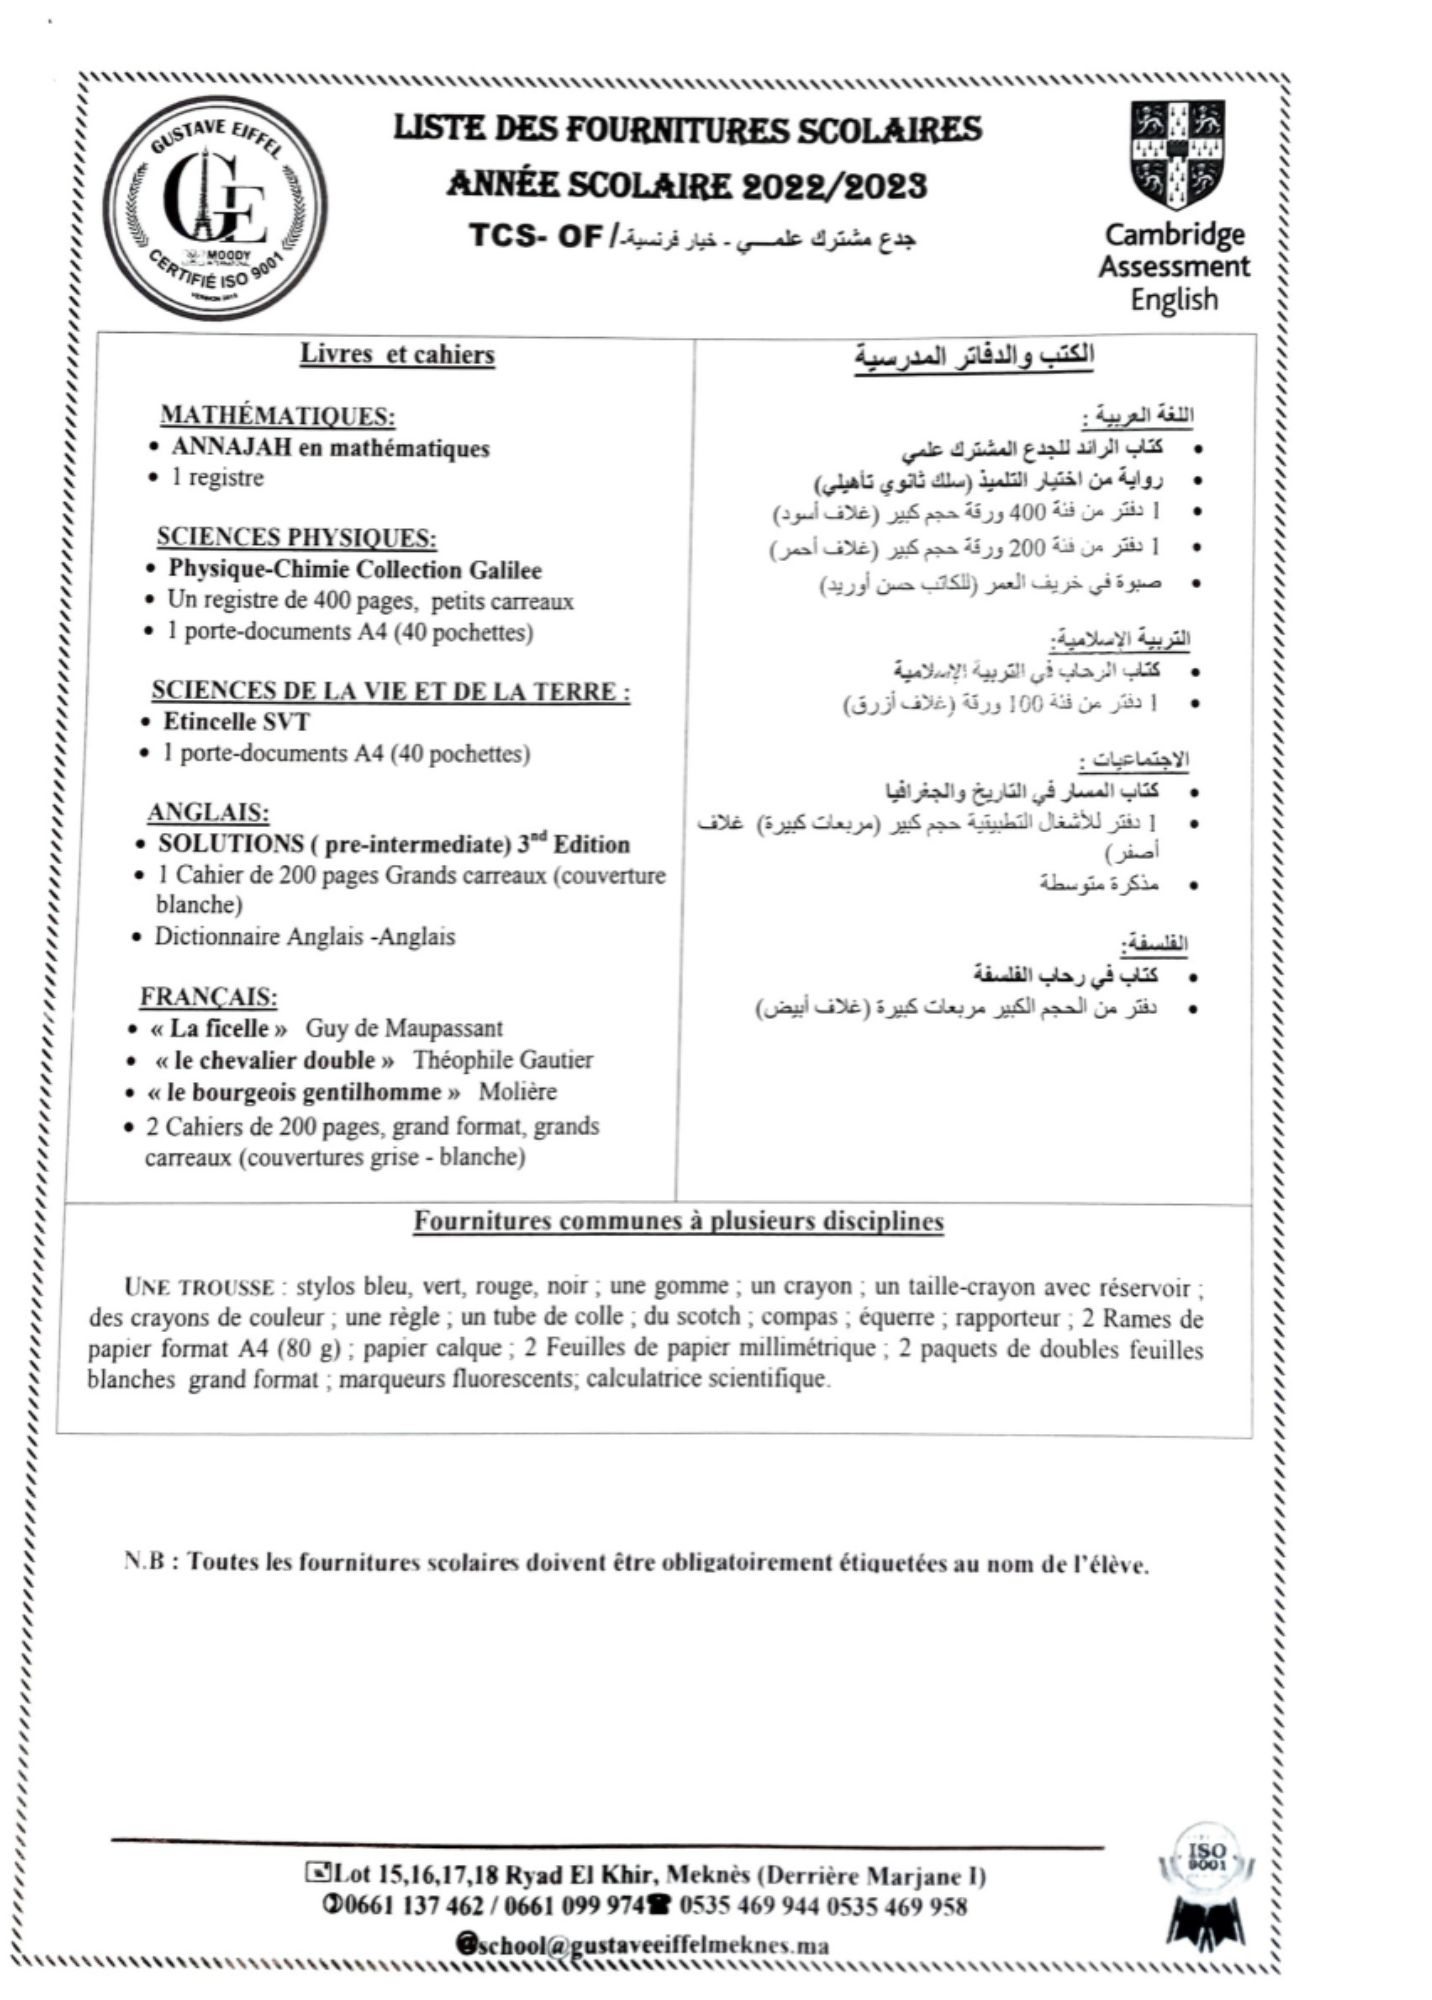 GUSTAVE EIFFEL
GE
MOODY
INTERNATIONAL
CERTIFIÉ ISO 9001
LISTE DES FOURNITURES SCOLAIRES
ANNÉE SCOLAIRE 2022/2023
TCS- OF /جدع مشترك علمـــي - خيار فرنسية-
Cambridge
Assessment
English
Livres et cahiers
MATHÉMATIQUES:
• ANNAJAH en mathématiques
• 1 registre
SCIENCES PHYSIQUES:
• Physique-Chimie Collection Galilee
• Un registre de 400 pages, petits carreaux
• 1 porte-documents A4 (40 pochettes)
SCIENCES DE LA VIE ET DE LA TERRE :
• Etincelle SVT
• 1 porte-documents A4 (40 pochettes)
ANGLAIS:
• SOLUTIONS ( pre-intermediate) 3nd Edition
• 1 Cahier de 200 pages Grands carreaux (couverture
blanche)
• Dictionnaire Anglais -Anglais
FRANÇAIS:
• « La ficelle » Guy de Maupassant
• « le chevalier double » Théophile Gautier
• « le bourgeois gentilhomme » Molière
• 2 Cahiers de 200 pages, grand format, grands
carreaux (couvertures grise - blanche)
الكتب والدفاتر المدرسية
اللغة العربية :
• كتاب الرائد للجدع المشترك علمي
• رواية من اختيار التلميذ (سلك ثانوي تأهيلي)
• 1 دفتر من فئة 400 ورقة حجم كبير (غلاف أسود)
• 1 دفتر من فئة 200 ورقة حجم كبير (غلاف أحمر)
• صبوة في خريف العمر (للكاتب حسن أوريد)
التربية الإسلامية:
• كتاب الرحاب في التربية الإسلامية
• 1 دفتر من فئة 100 ورقة (غلاف أزرق)
الاجتماعيات :
• كتاب المسار في التاريخ والجغرافيا
• 1 دفتر للأشغال التطبيقية حجم كبير (مربعات كبيرة) غلاف
أصفر)
• مذكرة متوسطة
الفلسفة:
• كتاب في رحاب الفلسفة
• دفتر من الحجم الكبير مربعات كبيرة (غلاف أبيض)
Fournitures communes à plusieurs disciplines
UNE TROUSSE : stylos bleu, vert, rouge, noir ; une gomme ; un crayon ; un taille-crayon avec réservoir ;
des crayons de couleur ; une règle ; un tube de colle ; du scotch ; compas ; équerre ; rapporteur ; 2 Rames de
papier format A4 (80 g) ; papier calque ; 2 Feuilles de papier millimétrique ; 2 paquets de doubles feuilles
blanches grand format ; marqueurs fluorescents; calculatrice scientifique.
N.B : Toutes les fournitures scolaires doivent être obligatoirement étiquetées au nom de l'élève.
Lot 15,16,17,18 Ryad El Khir, Meknès (Derrière Marjane I)
0661 137 462 / 0661 099 974☎ 0535 469 944 0535 469 958
@school@gustaveeiffelmeknes.ma
ISO
9001